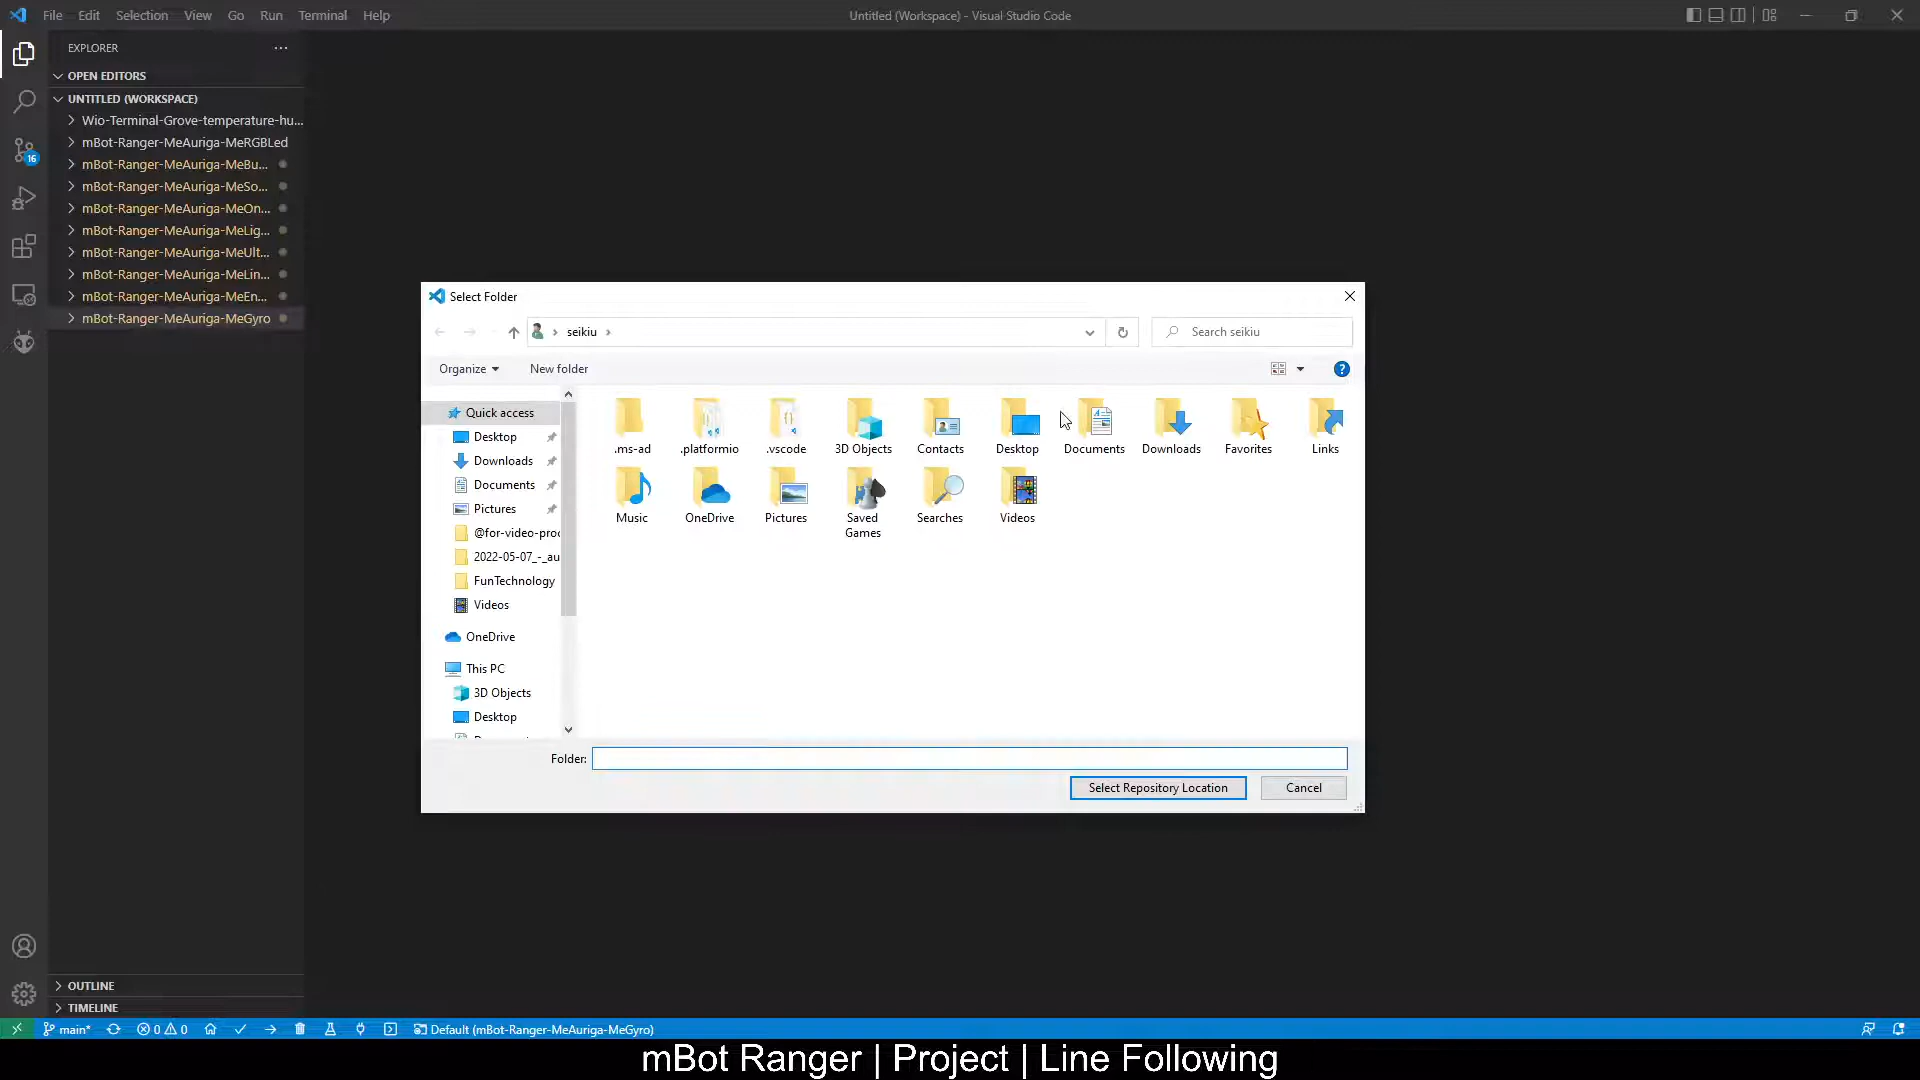 File Edit Selection View Go Run Terminal Help
Untitled (Workspace) - Visual Studio Code
EXPLORER
OPEN EDITORS
UNTITLED (WORKSPACE)
Wio-Terminal-Grove-temperature-hu...
mBot-Ranger-MeAuriga-MeRGBLed
mBot-Ranger-MeAuriga-MeBu...
mBot-Ranger-MeAuriga-MeSo...
mBot-Ranger-MeAuriga-MeOn...
mBot-Ranger-MeAuriga-MeLig...
mBot-Ranger-MeAuriga-MeUlt...
mBot-Ranger-MeAuriga-MeLin...
mBot-Ranger-MeAuriga-MeEn...
mBot-Ranger-MeAuriga-MeGyro
16
Select Folder
seikiu
Search seikiu
Organize
New folder
Quick access
Desktop
Downloads
Documents
Pictures
@for-video-proc
2022-05-07_-_au
FunTechnology
Videos
OneDrive
This PC
3D Objects
Desktop
.ms-ad .platformio .vscode 3D Objects Contacts Desktop Documents Downloads Favorites Links
Music OneDrive Pictures Saved Games Searches Videos
Folder:
Select Repository Location
Cancel
OUTLINE
TIMELINE
main* 0 0 Default (mBot-Ranger-MeAuriga-MeGyro)
mBot Ranger | Project | Line Following